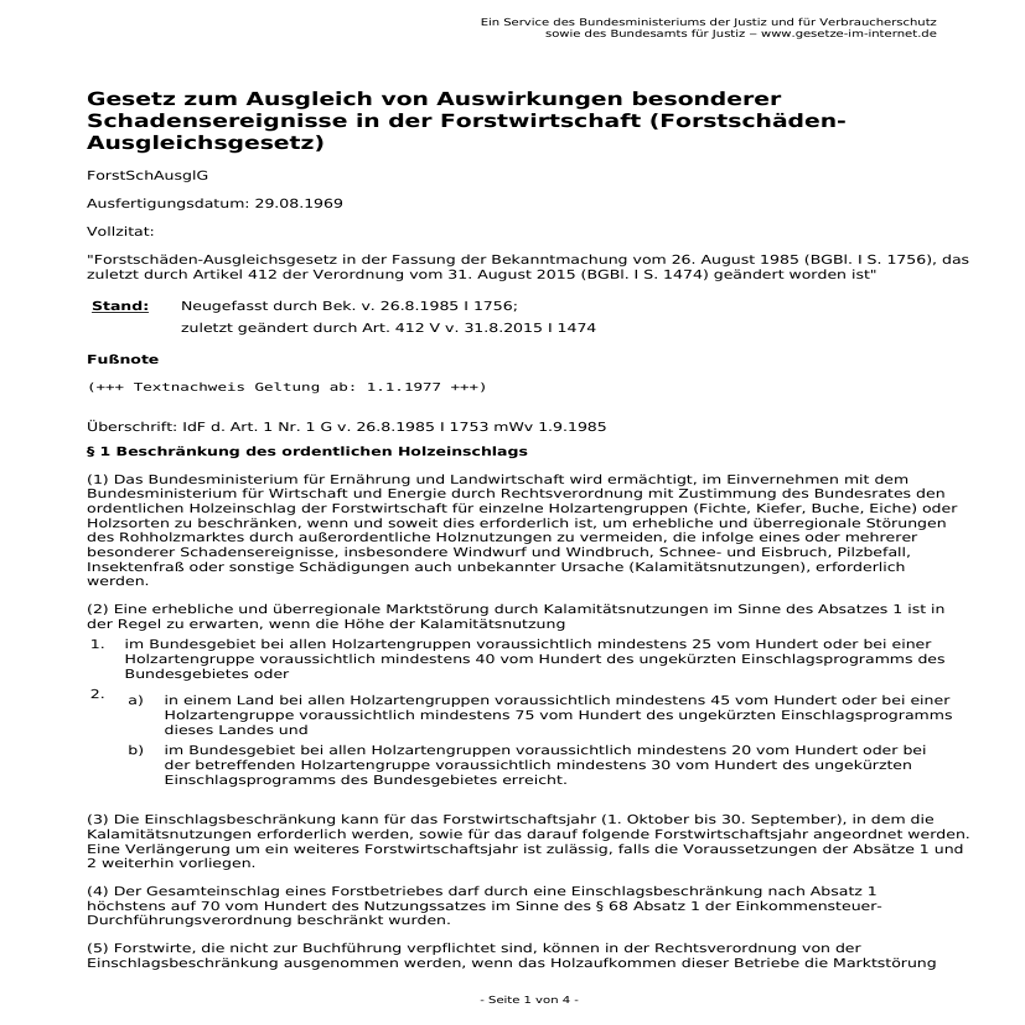 Ein Service des Bundesministeriums der Justiz und für Verbraucherschutz
sowie des Bundesamts für Justiz – www.gesetze-im-internet.de
Gesetz zum Ausgleich von Auswirkungen besonderer
Schadensereignisse in der Forstwirtschaft (Forstschäden-
Ausgleichsgesetz)
ForstSchAusglG
Ausfertigungsdatum: 29.08.1969
Vollzitat:
"Forstschäden-Ausgleichsgesetz in der Fassung der Bekanntmachung vom 26. August 1985 (BGBl. I S. 1756), das
zuletzt durch Artikel 412 der Verordnung vom 31. August 2015 (BGBl. I S. 1474) geändert worden ist"
Stand: Neugefasst durch Bek. v. 26.8.1985 I 1756;
zuletzt geändert durch Art. 412 V v. 31.8.2015 I 1474
Fußnote
(+++ Textnachweis Geltung ab: 1.1.1977 +++)
Überschrift: IdF d. Art. 1 Nr. 1 G v. 26.8.1985 I 1753 mWv 1.9.1985
§ 1 Beschränkung des ordentlichen Holzeinschlags
(1) Das Bundesministerium für Ernährung und Landwirtschaft wird ermächtigt, im Einvernehmen mit dem
Bundesministerium für Wirtschaft und Energie durch Rechtsverordnung mit Zustimmung des Bundesrates den
ordentlichen Holzeinschlag der Forstwirtschaft für einzelne Holzartengruppen (Fichte, Kiefer, Buche, Eiche) oder
Holzsorten zu beschränken, wenn und soweit dies erforderlich ist, um erhebliche und überregionale Störungen
des Rohholzmarktes durch außerordentliche Holznutzungen zu vermeiden, die infolge eines oder mehrerer
besonderer Schadensereignisse, insbesondere Windwurf und Windbruch, Schnee- und Eisbruch, Pilzbefall,
Insektenfraß oder sonstige Schädigungen auch unbekannter Ursache (Kalamitätsnutzungen), erforderlich
werden.
(2) Eine erhebliche und überregionale Marktstörung durch Kalamitätsnutzungen im Sinne des Absatzes 1 ist in
der Regel zu erwarten, wenn die Höhe der Kalamitätsnutzung
1. im Bundesgebiet bei allen Holzartengruppen voraussichtlich mindestens 25 vom Hundert oder bei einer
Holzartengruppe voraussichtlich mindestens 40 vom Hundert des ungekürzten Einschlagsprogramms des
Bundesgebietes oder
2. a) in einem Land bei allen Holzartengruppen voraussichtlich mindestens 45 vom Hundert oder bei einer
Holzartengruppe voraussichtlich mindestens 75 vom Hundert des ungekürzten Einschlagsprogramms
dieses Landes und
b) im Bundesgebiet bei allen Holzartengruppen voraussichtlich mindestens 20 vom Hundert oder bei
der betreffenden Holzartengruppe voraussichtlich mindestens 30 vom Hundert des ungekürzten
Einschlagsprogramms des Bundesgebietes erreicht.
(3) Die Einschlagsbeschränkung kann für das Forstwirtschaftsjahr (1. Oktober bis 30. September), in dem die
Kalamitätsnutzungen erforderlich werden, sowie für das darauf folgende Forstwirtschaftsjahr angeordnet werden.
Eine Verlängerung um ein weiteres Forstwirtschaftsjahr ist zulässig, falls die Voraussetzungen der Absätze 1 und
2 weiterhin vorliegen.
(4) Der Gesamteinschlag eines Forstbetriebes darf durch eine Einschlagsbeschränkung nach Absatz 1
höchstens auf 70 vom Hundert des Nutzungssatzes im Sinne des § 68 Absatz 1 der Einkommensteuer-
Durchführungsverordnung beschränkt wurden.
(5) Forstwirte, die nicht zur Buchführung verpflichtet sind, können in der Rechtsverordnung von der
Einschlagsbeschränkung ausgenommen werden, wenn das Holzaufkommen dieser Betriebe die Marktstörung
- Seite 1 von 4 -